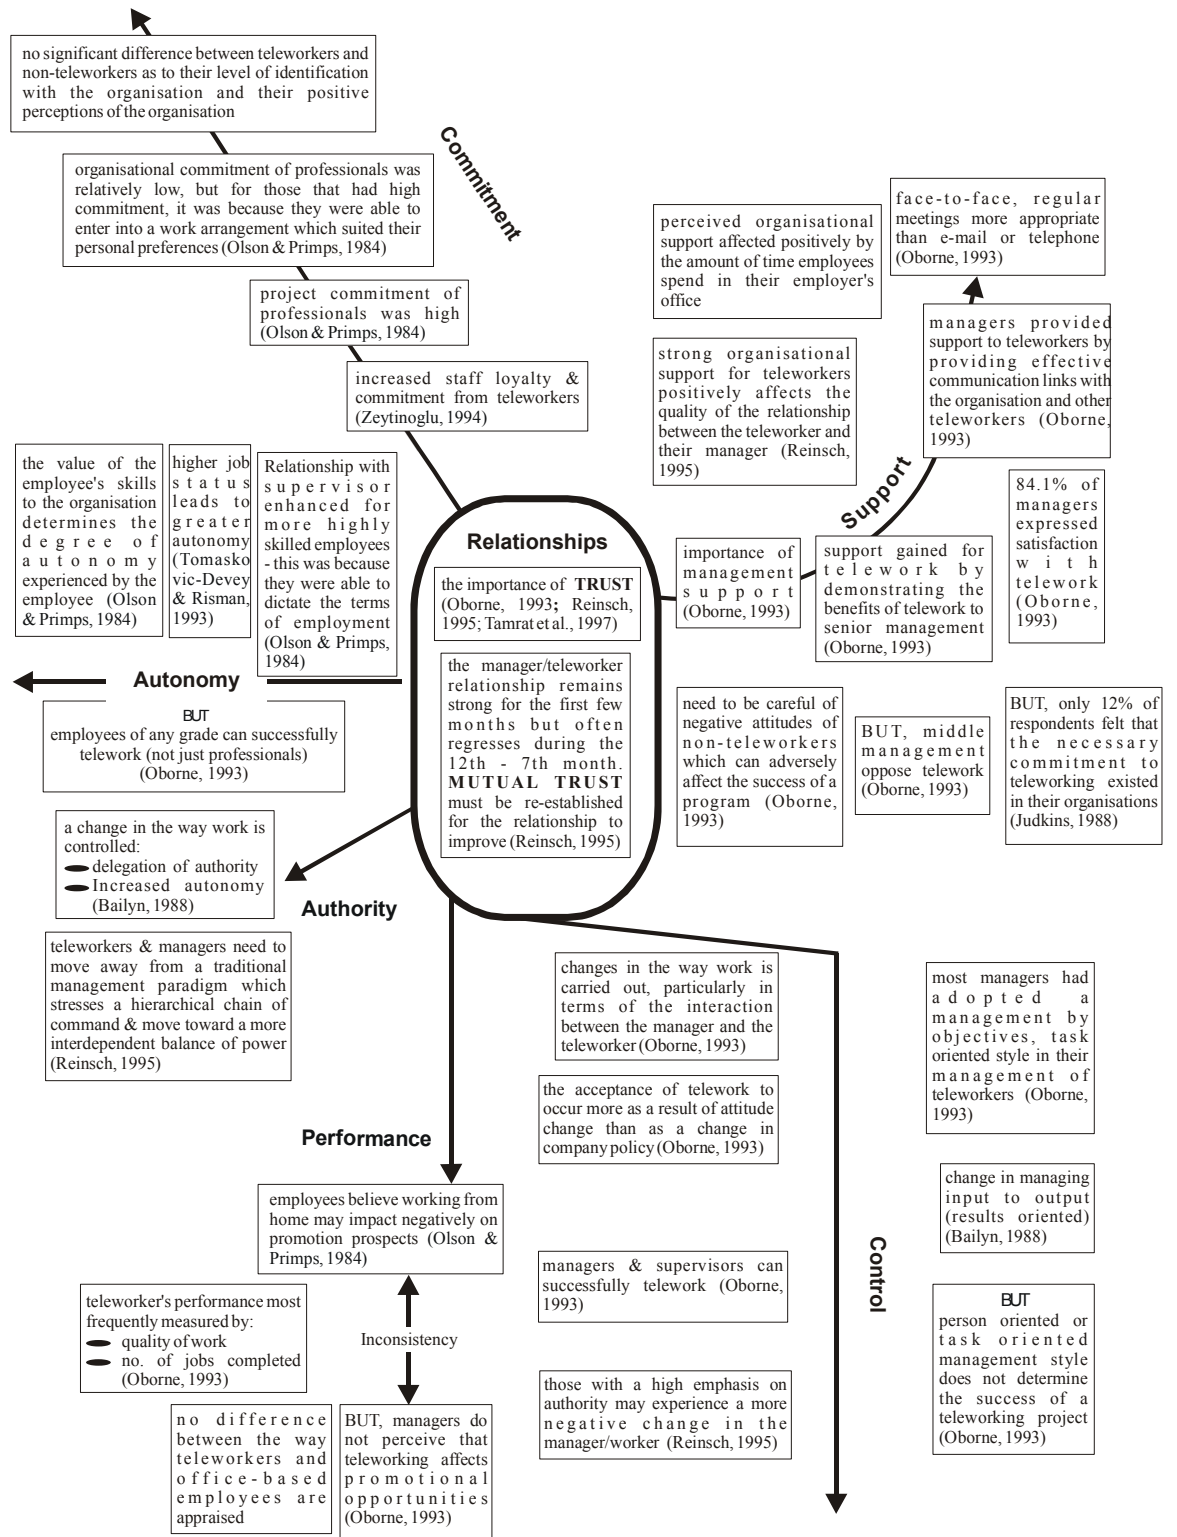 no significant difference between teleworkers and
non-teleworkers as to their level of identification
with the organisation and their positive
perceptions of the organisation
Commitment
organisational commitment of professionals was
relatively low, but for those that had high
commitment, it was because they were able to
enter into a work arrangement which suited their
personal preferences (Olson & Primps, 1984)
project commitment of
professionals was high
(Olson & Primps, 1984)
increased staff loyalty &
commitment from teleworkers
(Zeytinoglu, 1994)
perceived organisational
support affected positively by
the amount of time employees
spend in their employer's
office
face-to-face, regular
meetings more appropriate
than e-mail or telephone
(Oborne, 1993)
strong organisational
support for teleworkers
positively affects the
quality of the relationship
between the teleworker and
their manager (Reinsch,
1995)
managers provided
support to teleworkers by
providing effective
communication links with
the organisation and other
teleworkers (Oborne,
1993)
Support
the value of the
employee's skills
to the organisation
determines the
degree of
autonomy
experienced by the
employee (Olson
& Primps, 1984)
higher job
status
leads to
greater
autonomy
(Tomasko
vic-Devey
& Risman,
1993)
Relationship with
supervisor
enhanced for
more highly
skilled employees
- this was because
they were able to
dictate the terms
of employment
(Olson & Primps,
1984)
Relationships
the importance of TRUST
(Oborne, 1993; Reinsch,
1995; Tamrat et al., 1997)
the manager/teleworker
relationship remains
strong for the first few
months but often
regresses during the
12th - 7th month.
MUTUAL TRUST
must be re-established
for the relationship to
improve (Reinsch, 1995)
importance of
management
support
(Oborne, 1993)
support gained for
telework by
demonstrating the
benefits of telework to
senior management
(Oborne, 1993)
84.1% of
managers
expressed
satisfaction
with
telework
(Oborne,
1993)
Autonomy
BUT
employees of any grade can successfully
telework (not just professionals)
(Oborne, 1993)
need to be careful of
negative attitudes of
non-teleworkers
which can adversely
affect the success of a
program (Oborne,
1993)
BUT, middle
management
oppose telework
(Oborne, 1993)
BUT, only 12% of
respondents felt that
the necessary
commitment to
teleworking existed
in their organisations
(Judkins, 1988)
a change in the way work is
controlled:
delegation of authority
Increased autonomy
(Bailyn, 1988)
Authority
teleworkers & managers need to
move away from a traditional
management paradigm which
stresses a hierarchical chain of
command & move toward a more
interdependent balance of power
(Reinsch, 1995)
Performance
employees believe working from
home may impact negatively on
promotion prospects (Olson &
Primps, 1984)
Inconsistency
teleworker's performance most
frequently measured by:
quality of work
no. of jobs completed
(Oborne, 1993)
no difference
between the way
teleworkers and
office-based
employees are
appraised
BUT, managers do
not perceive that
teleworking affects
promotional
opportunities
(Oborne, 1993)
changes in the way work is
carried out, particularly in
terms of the interaction
between the manager and the
teleworker (Oborne, 1993)
the acceptance of telework to
occur more as a result of attitude
change than as a change in
company policy (Oborne, 1993)
managers & supervisors can
successfully telework (Oborne,
1993)
those with a high emphasis on
authority may experience a more
negative change in the
manager/worker (Reinsch, 1995)
Control
most managers had
adopted a
management by
objectives, task
oriented style in their
management of
teleworkers (Oborne,
1993)
change in managing
input to output
(results oriented)
(Bailyn, 1988)
BUT
person oriented or
task oriented
management style
does not determine
the success of a
teleworking project
(Oborne, 1993)